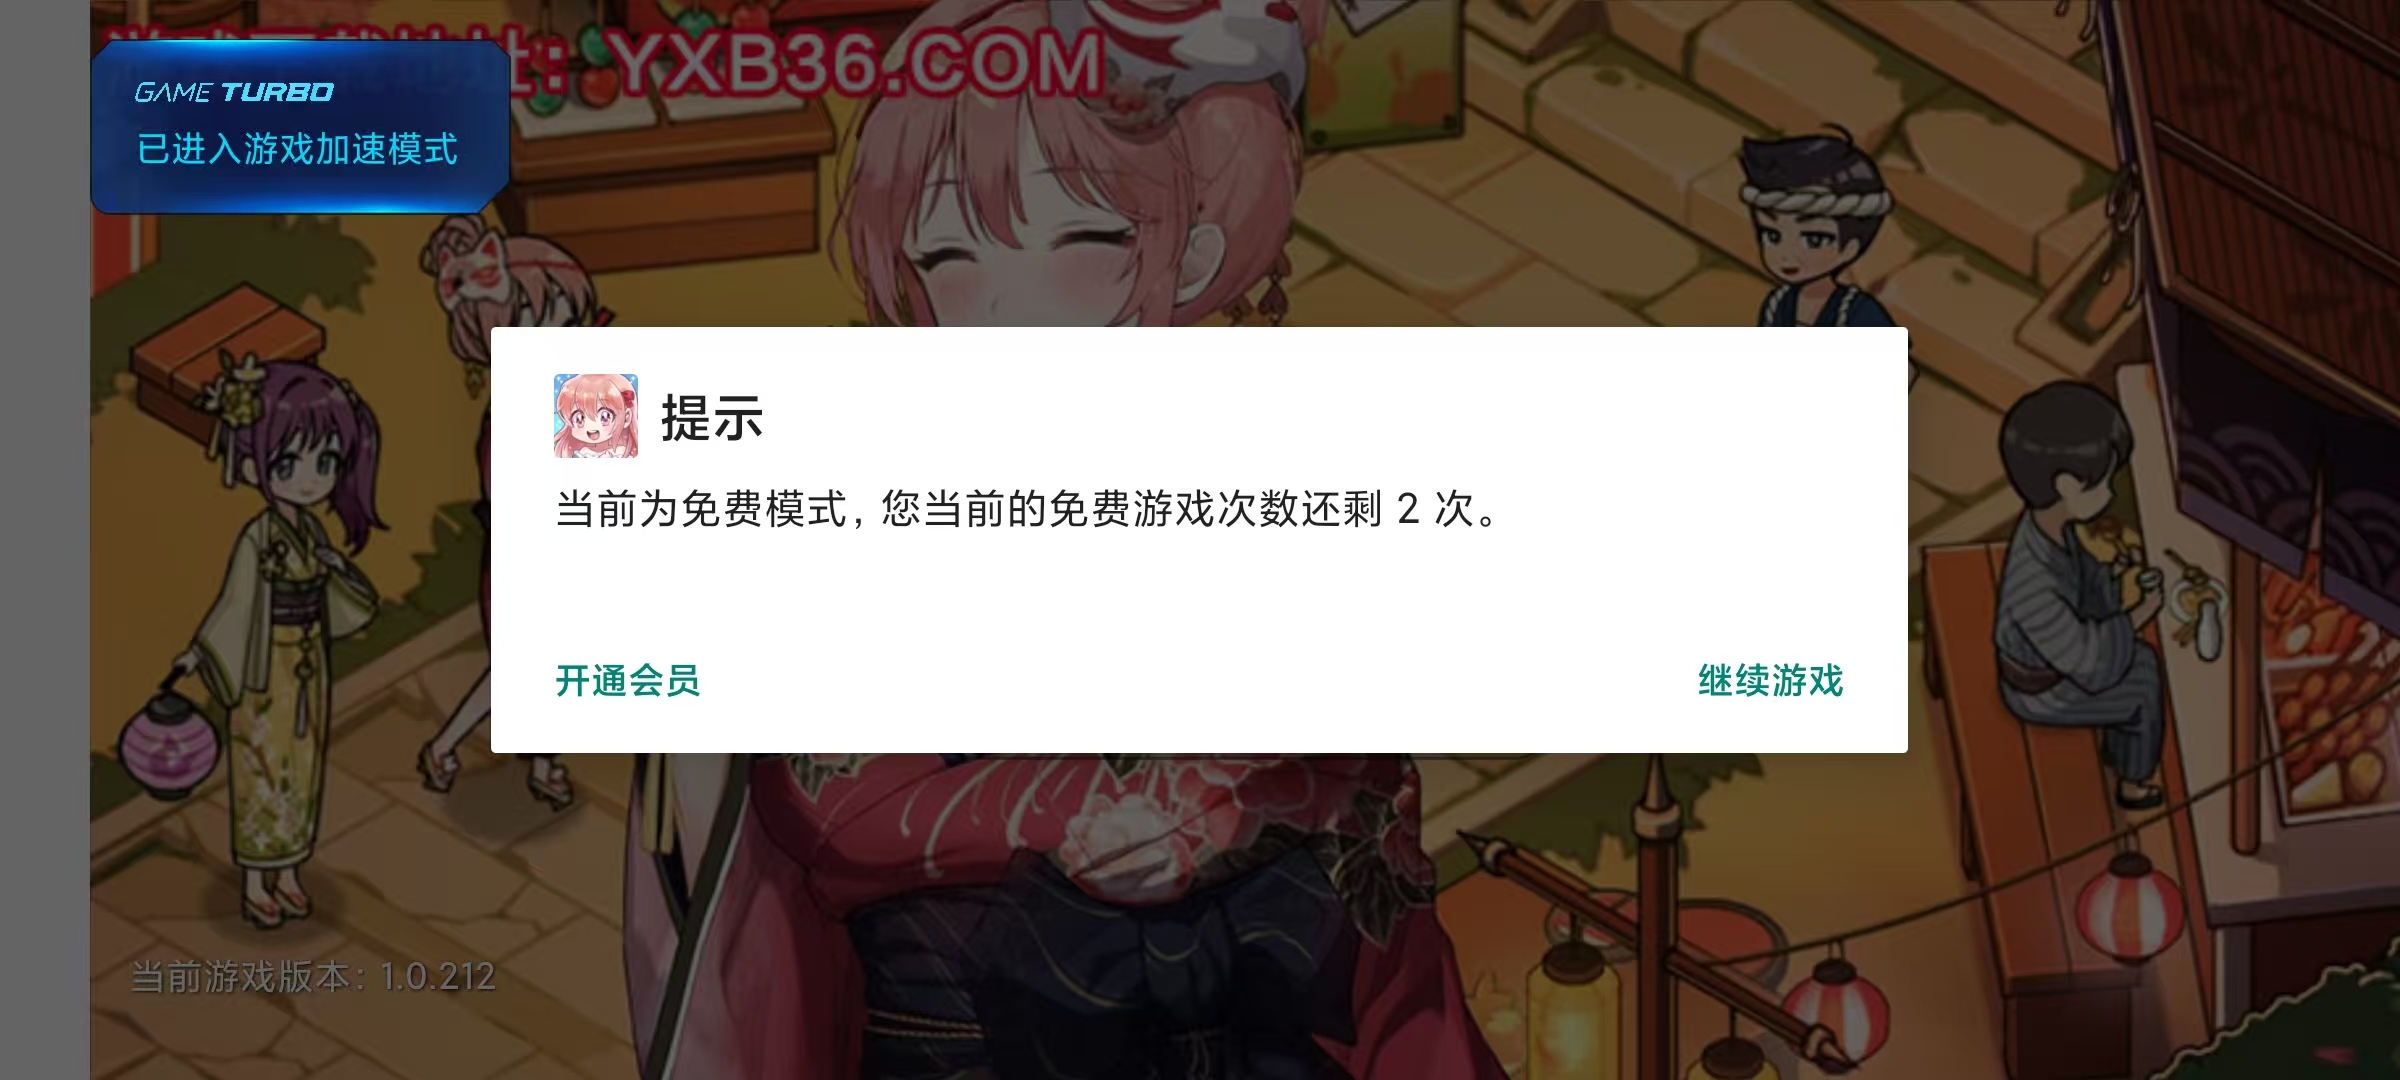 YXB36.COM
GAME TURBO
已进入游戏加速模式
提示
当前为免费模式，您当前的免费游戏次数还剩 2 次。
开通会员
继续游戏
当前游戏版本：1.0.212